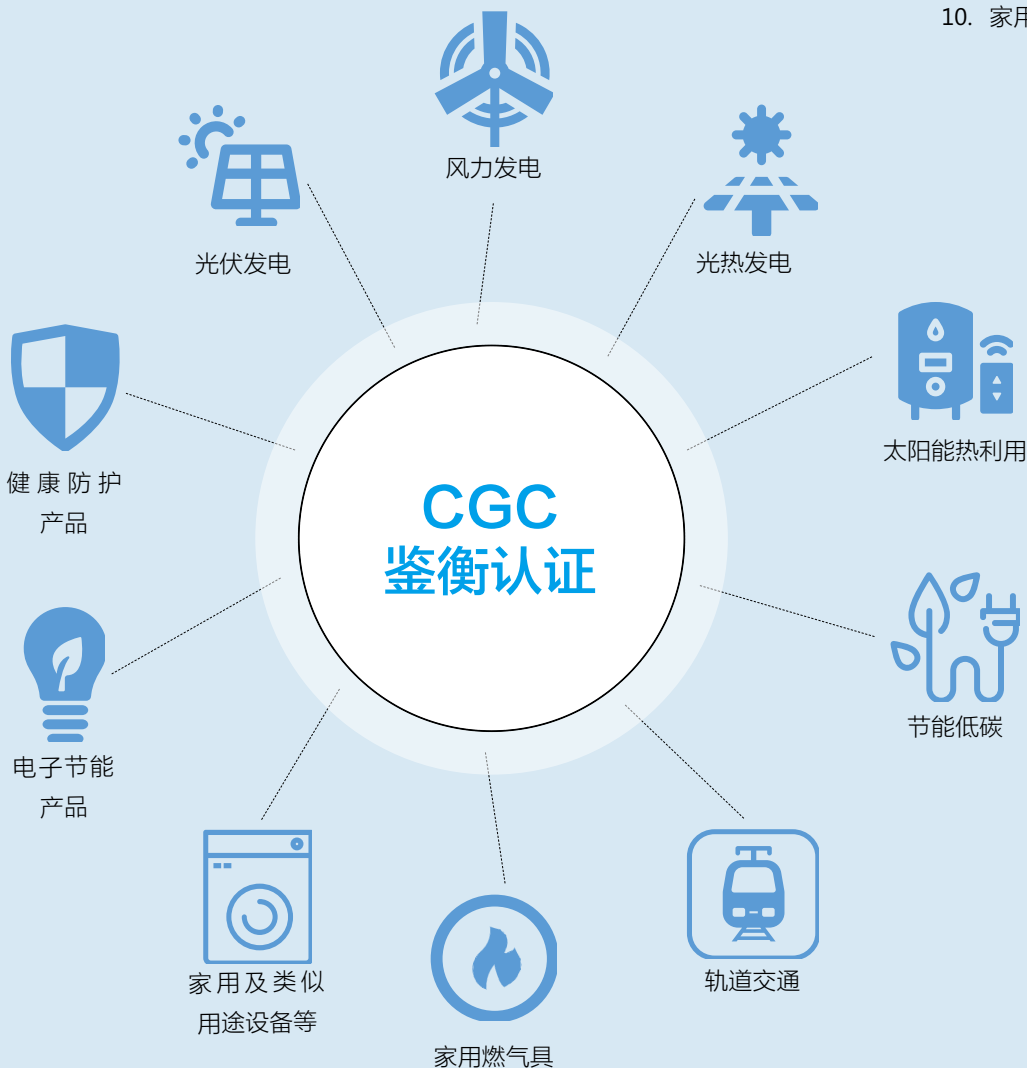 10. 家用
风力发电
光伏发电
光热发电
太阳能热利用
健康防护
产品
CGC
鉴衡认证
节能低碳
电子节能
产品
家用及类似
用途设备等
轨道交通
家用燃气具